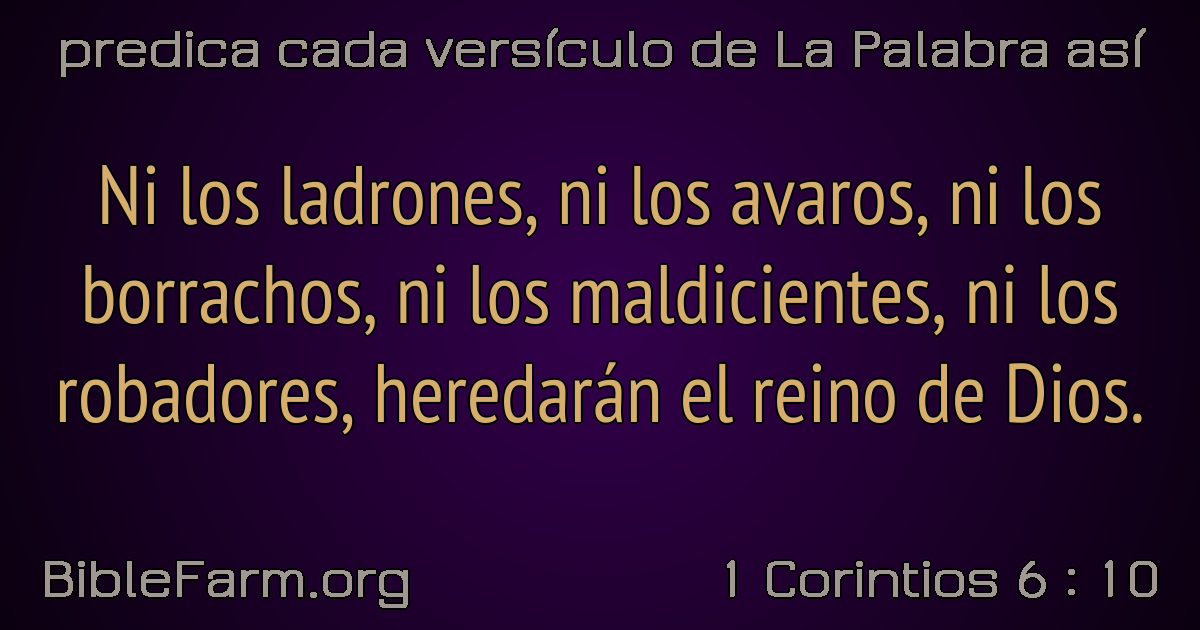 predica cada versículo de La Palabra así
Ni los ladrones, ni los avaros, ni los
borrachos, ni los maldicientes, ni los
robadores, heredarán el reino de Dios.
BibleFarm.org
1 Corintios 6 : 10